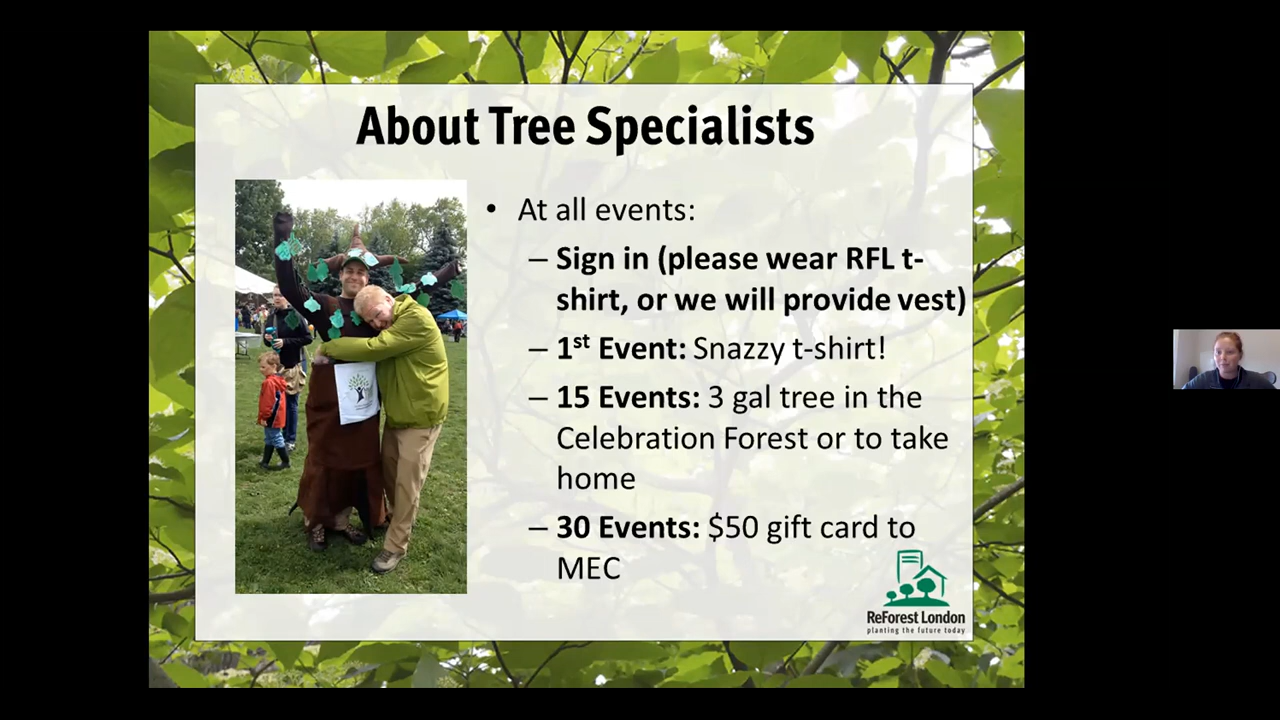 About Tree Specialists
• At all events:
– Sign in (please wear RFL t-
shirt, or we will provide vest)
– 1st Event: Snazzy t-shirt!
– 15 Events: 3 gal tree in the
Celebration Forest or to take
home
– 30 Events: $50 gift card to
MEC
ReForest London
planting the future today